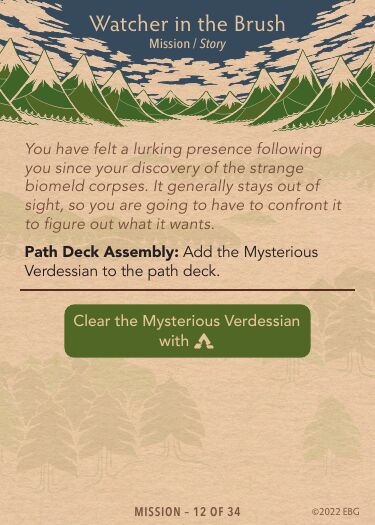 Watcher in the Brush
Mission / Story
You have felt a lurking presence following
you since your discovery of the strange
biomeld corpses. It generally stays out of
sight, so you are going to have to confront it
to figure out what it wants.
Path Deck Assembly: Add the Mysterious
Verdessian to the path deck.
Clear the Mysterious Verdessian
with
MISSION – 12 OF 34
©2022 EBG